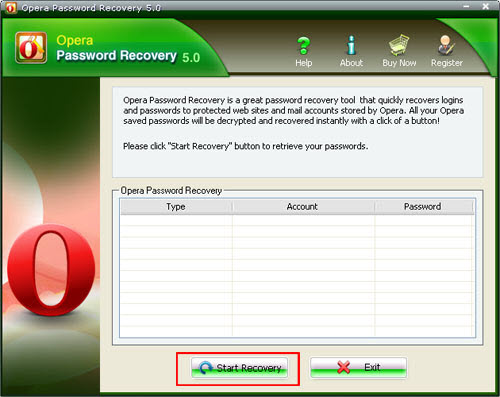 Opera Password Recovery 5.0
Opera
Password Recovery 5.0
Help
About
Buy Now
Register
Opera Password Recovery is a great password recovery tool that quickly recovers logins
and passwords to protected web sites and mail accounts stored by Opera. All your Opera
saved passwords will be decrypted and recovered instantly with a click of a button!
Please click "Start Recovery" button to retrieve your passwords.
Opera Password Recovery
Type Account Password
Start Recovery
Exit